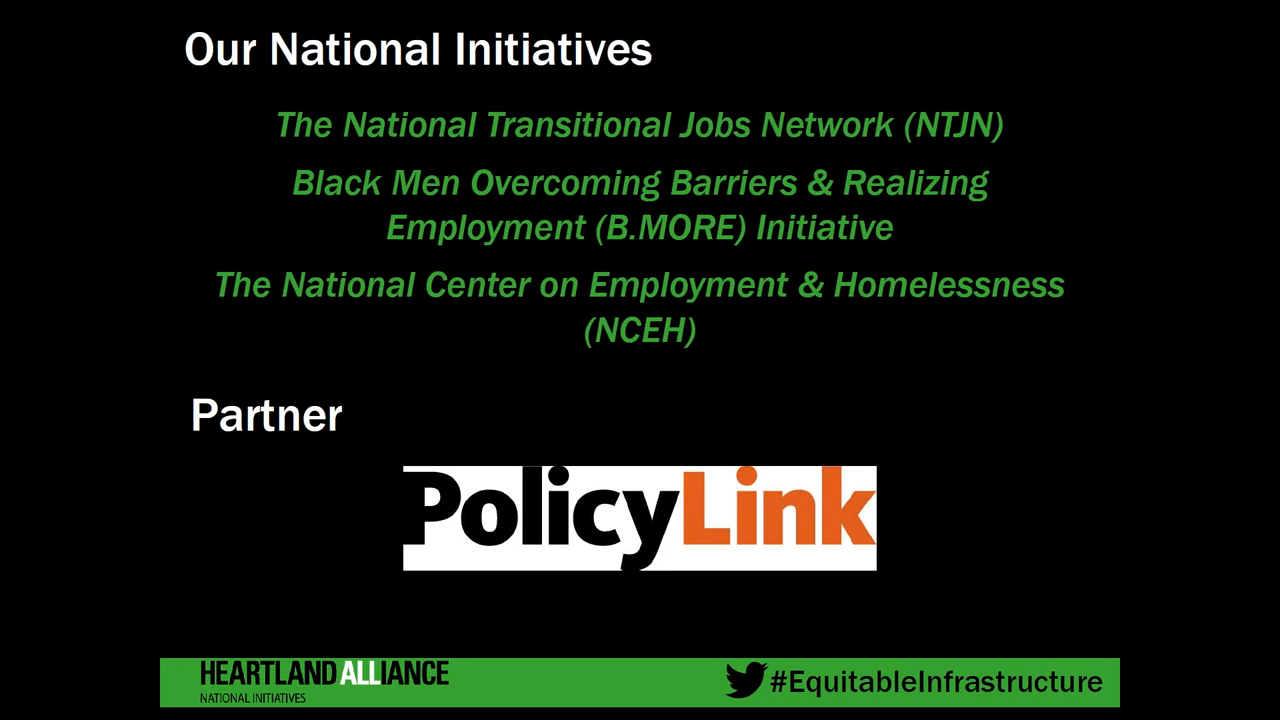 Our National Initiatives
The National Transitional Jobs Network (NTJN)
Black Men Overcoming Barriers & Realizing
Employment (B.MORE) Initiative
The National Center on Employment & Homelessness
(NCEH)
Partner
PolicyLink
HEARTLAND ALLIANCE
NATIONAL INITIATIVES
#EquitableInfrastructure